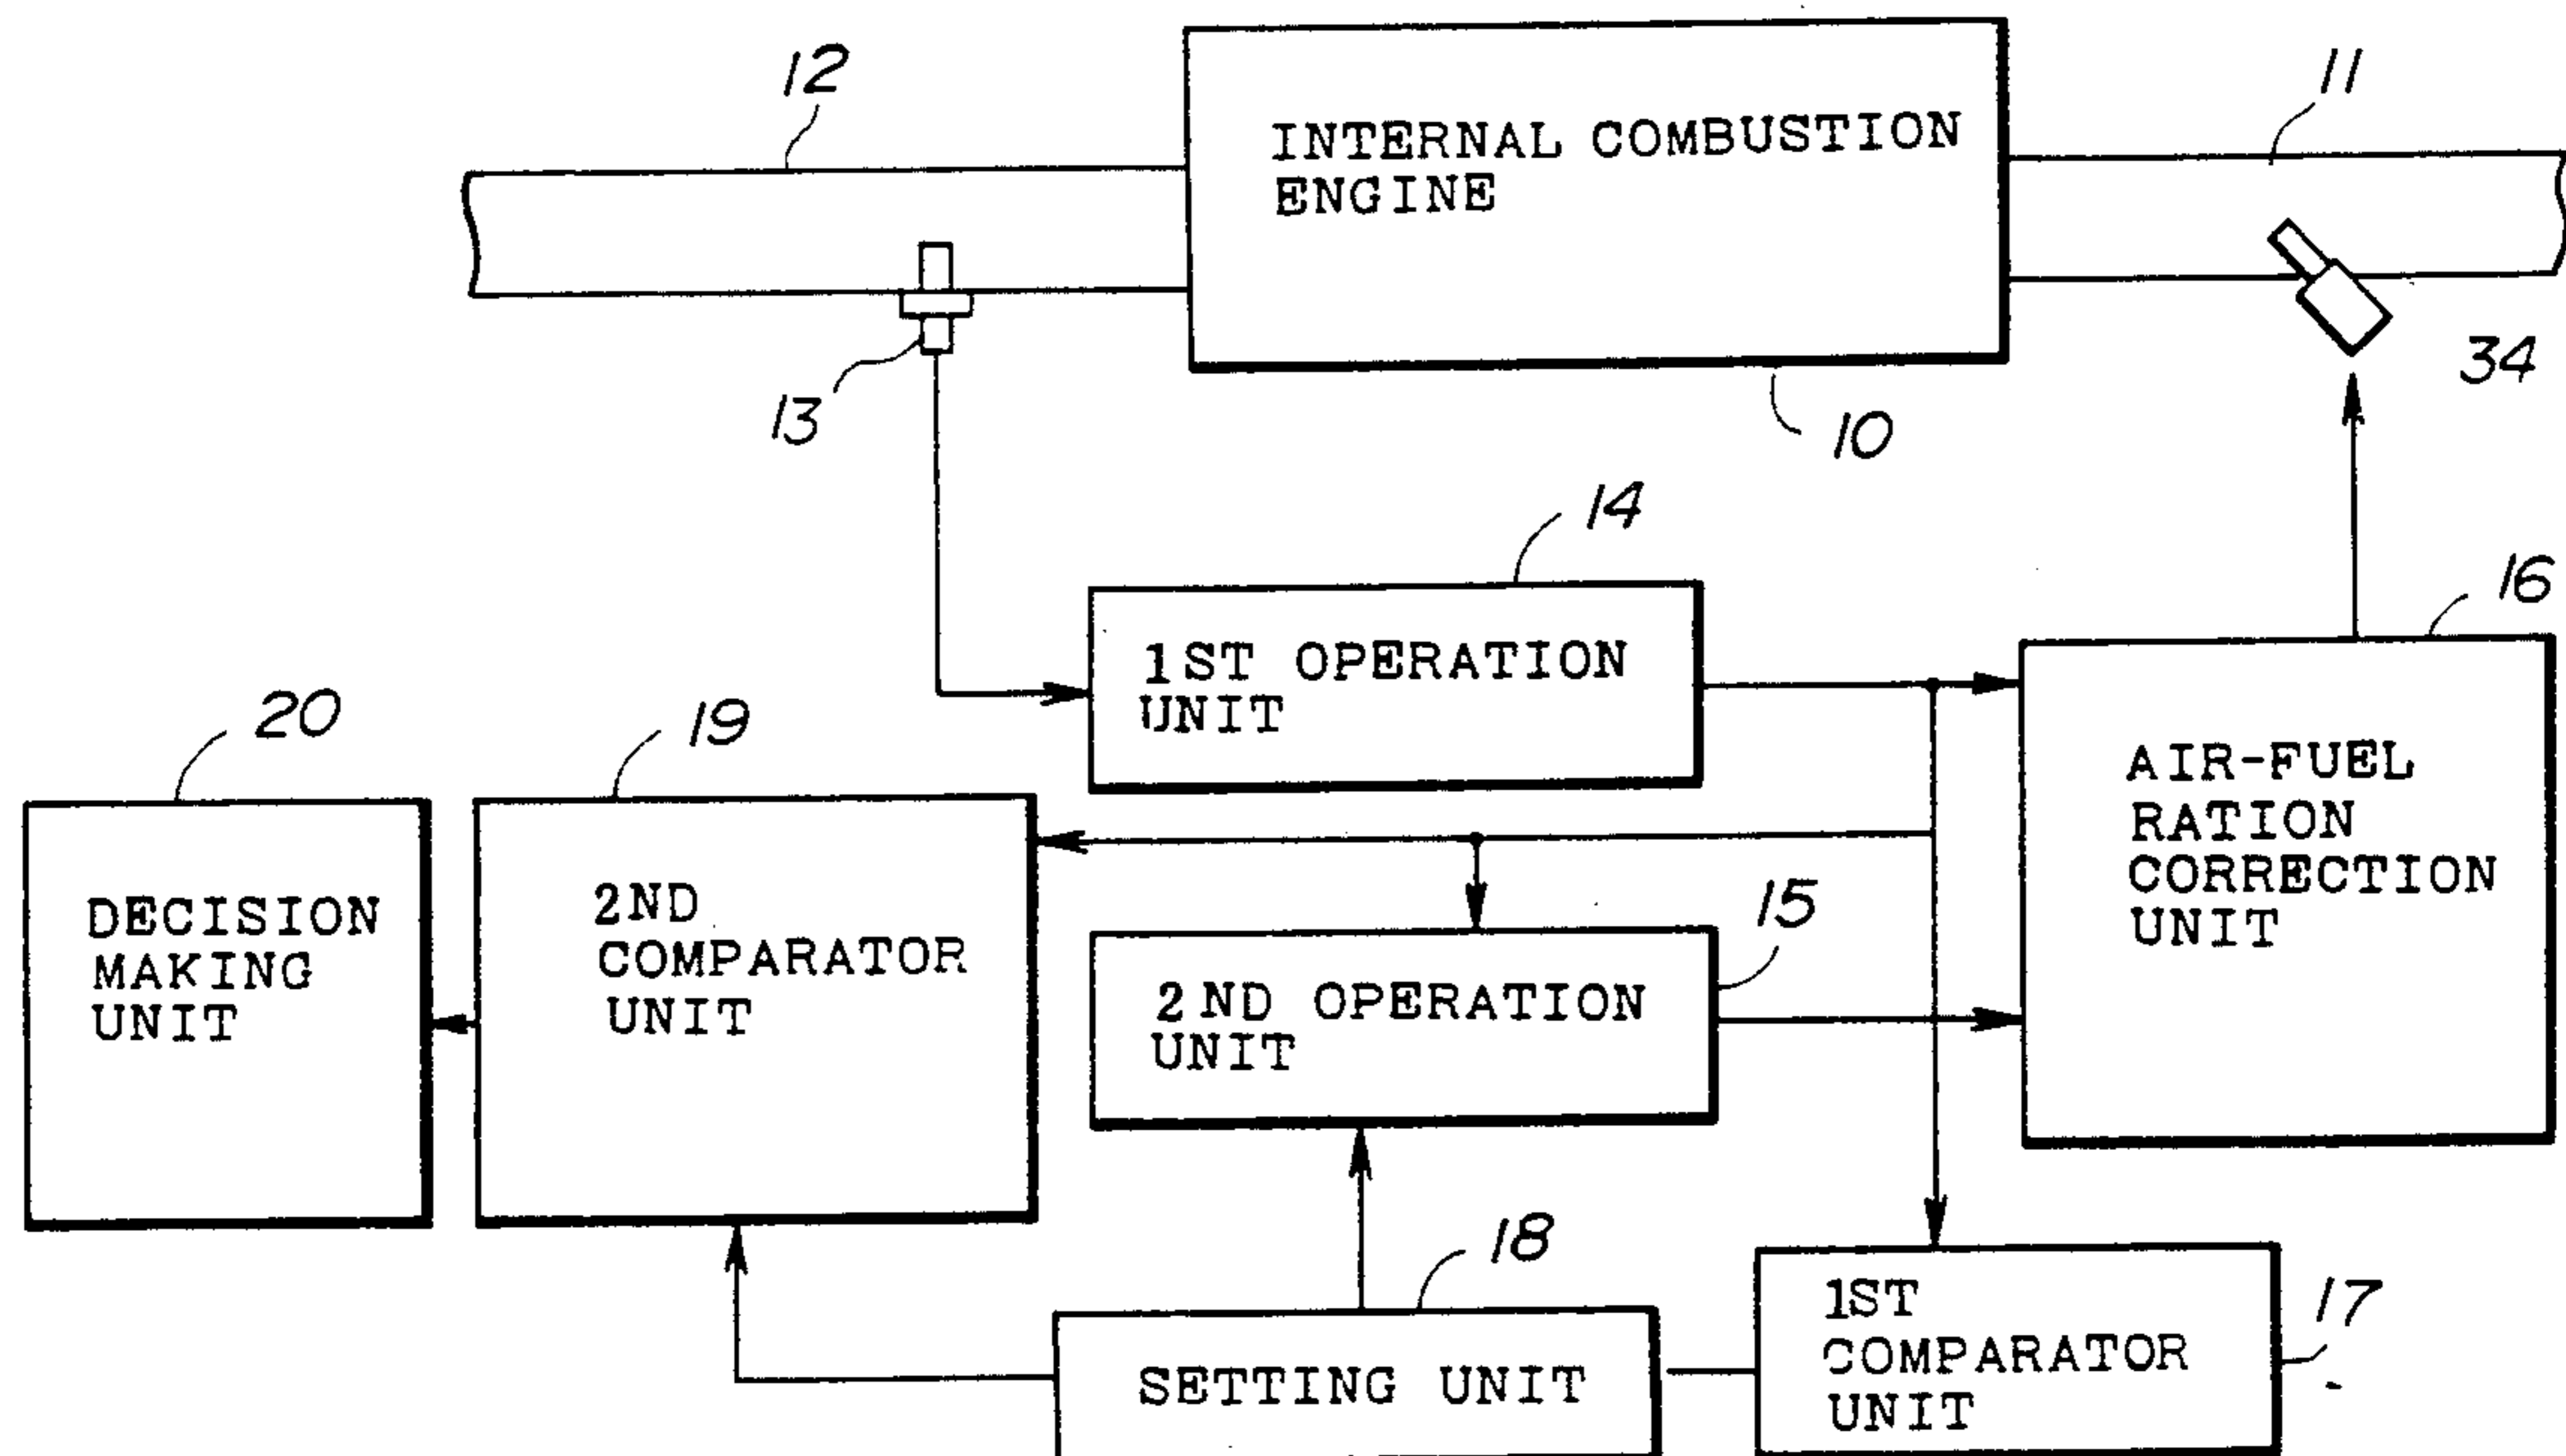 12
INTERNAL COMBUSTION
ENGINE
11
13
10
34
14
1ST OPERATION
UNIT
16
AIR-FUEL
RATION
CORRECTION
UNIT
20
DECISION
MAKING
UNIT
19
2ND
COMPARATOR
UNIT
15
2ND OPERATION
UNIT
18
SETTING UNIT
1ST
COMPARATOR
UNIT
17